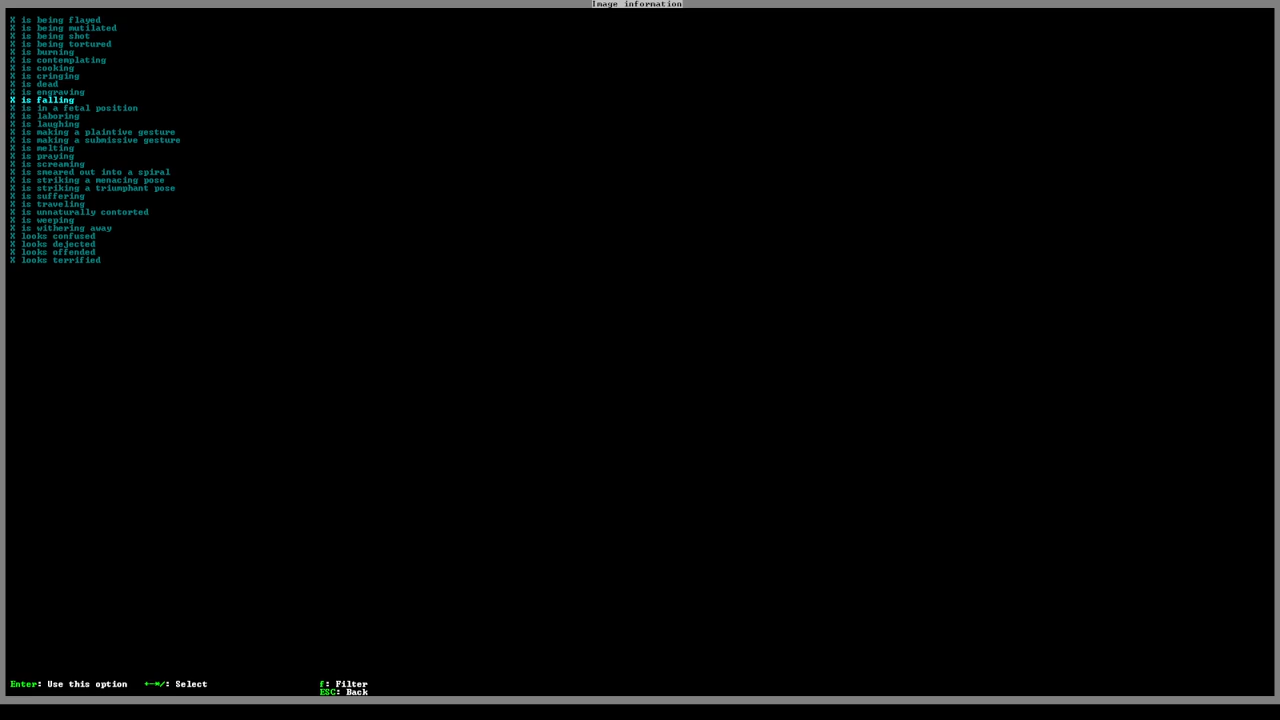 Image information
X is being flayed
X is being mutilated
X is being shot
X is being tortured
X is burning
X is contemplating
X is cooking
X is cringing
X is dead
X is engraving
X is falling
X is in a fetal position
X is laboring
X is laughing
X is making a plaintive gesture
X is making a submissive gesture
X is melting
X is praying
X is screaming
X is smeared out into a spiral
X is striking a menacing pose
X is striking a triumphant pose
X is suffering
X is traveling
X is unnaturally contorted
X is weeping
X is withering away
X looks confused
X looks dejected
X looks offended
X looks terrified
Enter: Use this option +-*/: Select f: Filter
ESC: Back